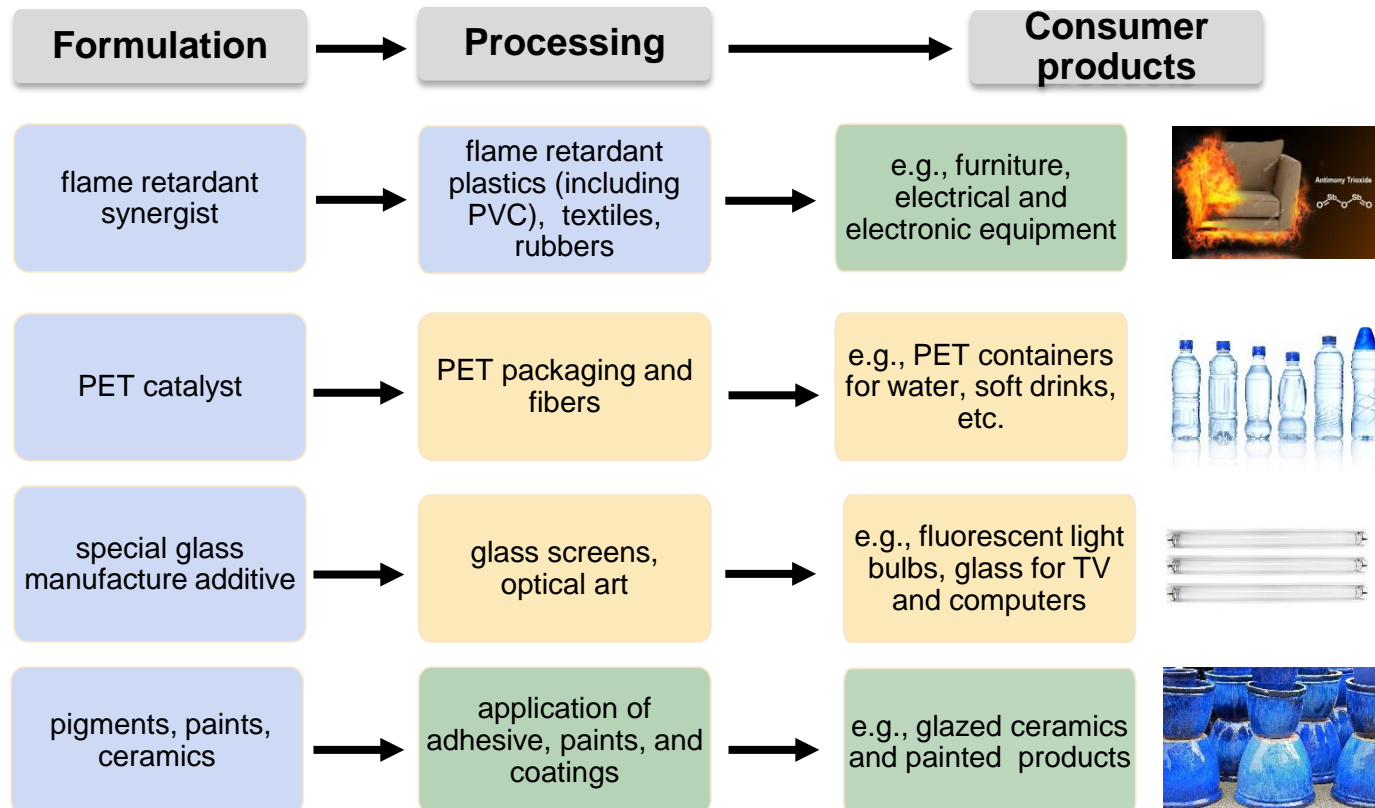 Formulation
Processing
Consumer
products
flame retardant
synergist
flame retardant
plastics (including
PVC), textiles,
rubbers
e.g., furniture,
electrical and
electronic equipment
Antimony Trioxide
O Sb O Sb O
PET catalyst
PET packaging and
fibers
e.g., PET containers
for water, soft drinks,
etc.
special glass
manufacture additive
glass screens,
optical art
e.g., fluorescent light
bulbs, glass for TV
and computers
pigments, paints,
ceramics
application of
adhesive, paints, and
coatings
e.g., glazed ceramics
and painted products